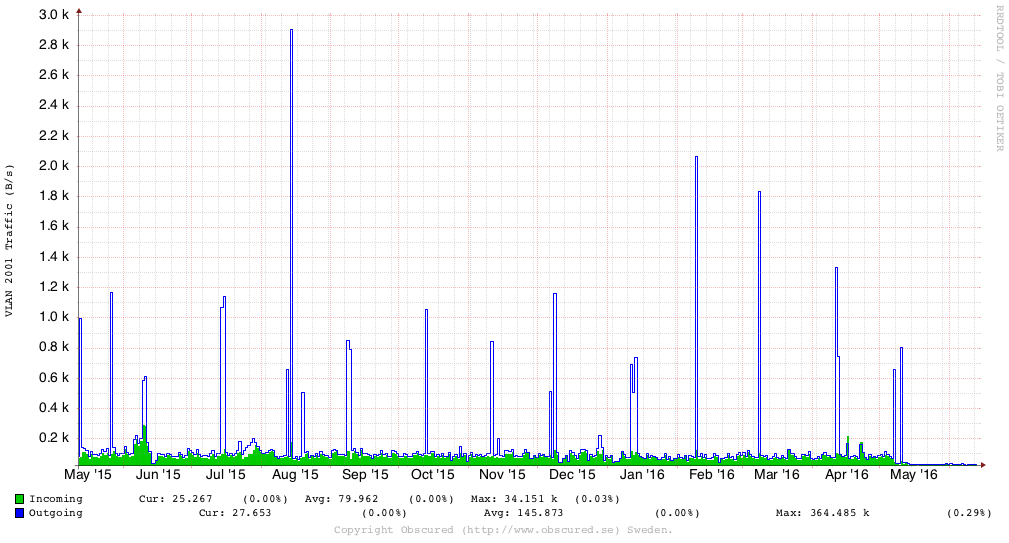 3.0 k
2.8 k
2.6 k
2.4 k
2.2 k
2.0 k
1.8 k
1.6 k
1.4 k
1.2 k
1.0 k
0.8 k
0.6 k
0.4 k
0.2 k
VLAN 2001 Traffic (B/s)
RRDTOOL / TOBI OETIKER
May '15 Jun '15 Jul '15 Aug '15 Sep '15 Oct '15 Nov '15 Dec '15 Jan '16 Feb '16 Mar '16 Apr '16 May '16
Incoming Cur: 25.267 (0.00%) Avg: 79.962 (0.00%) Max: 34.151 k (0.03%)
Outgoing Cur: 27.653 (0.00%) Avg: 145.873 (0.00%) Max: 364.485 k (0.29%)
Copyright Obscured (http://www.obscured.se) Sweden.